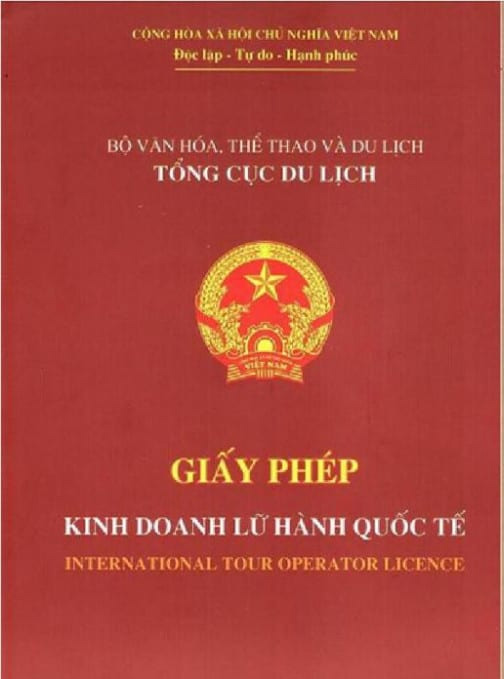 CỘNG HÒA XÃ HỘI CHỦ NGHĨA VIỆT NAM
Độc lập - Tự do - Hạnh phúc
BỘ VĂN HÓA, THỂ THAO VÀ DU LỊCH
TỔNG CỤC DU LỊCH
VIỆT NAM
GIẤY PHÉP
KINH DOANH LỮ HÀNH QUỐC TẾ
INTERNATIONAL TOUR OPERATOR LICENCE